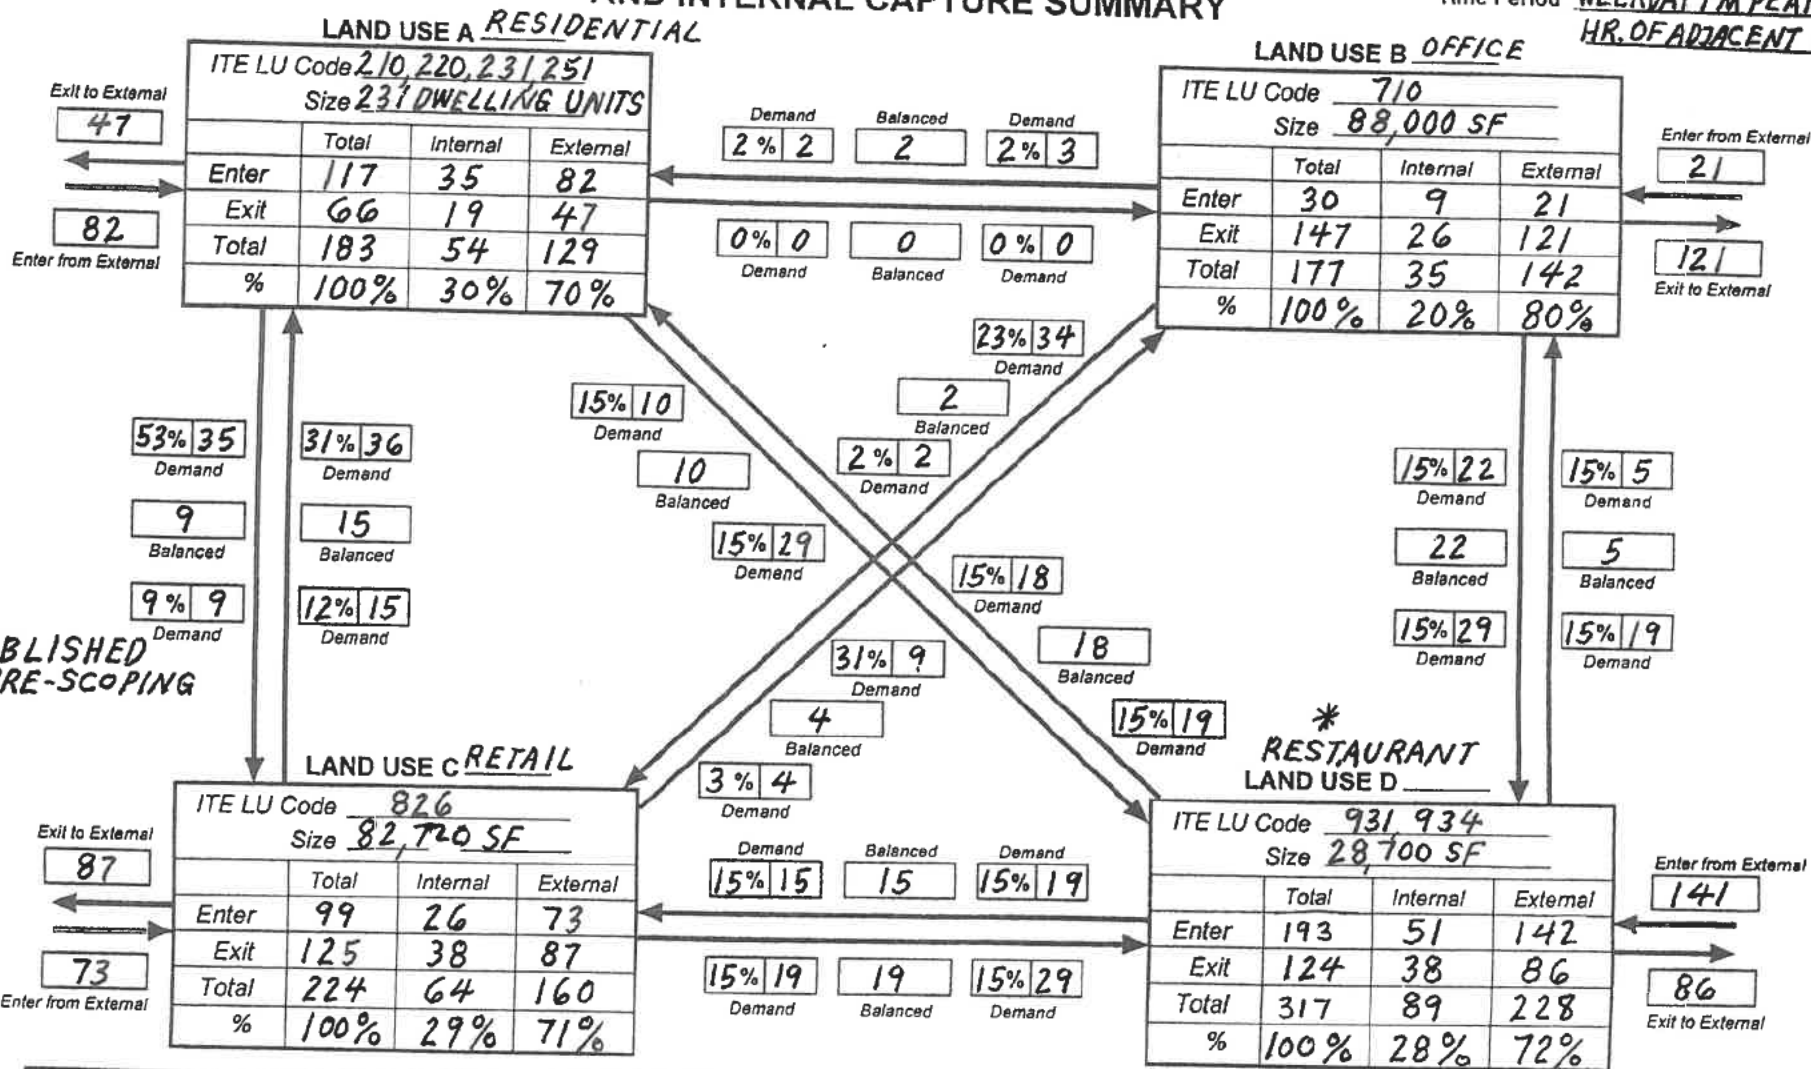 AND INTERNAL CAPTURE SUMMARY
Time Period WEEKDAY PM PEAK
HR. OF ADJACENT
LAND USE A RESIDENTIAL
ITE LU Code 210, 220, 231, 251
Size 231 DWELLING UNITS
Total Internal External
Enter 117 35 82
Exit 66 19 47
Total 183 54 129
% 100% 30% 70%
Exit to External
47
82
Enter from External
Demand Balanced Demand
2% 2 2 2% 3
0% 0 0 0% 0
Demand Balanced Demand
LAND USE B OFFICE
ITE LU Code 710
Size 88,000 SF
Total Internal External
Enter 30 9 21
Exit 147 26 121
Total 177 35 142
% 100% 20% 80%
Enter from External
21
121
Exit to External
53% 35
Demand
9
Balanced
9% 9
Demand
31% 36
Demand
15
Balanced
12% 15
Demand
15% 10
Demand
10
Balanced
15% 29
Demand
23% 34
Demand
2
Balanced
2% 2
Demand
15% 18
Demand
18
Balanced
15% 19
Demand
31% 9
Demand
4
Balanced
3% 4
Demand
15% 22
Demand
22
Balanced
15% 29
Demand
15% 5
Demand
5
Balanced
15% 19
Demand
BLISHED
RE-SCOPING
LAND USE C RETAIL
ITE LU Code 826
Size 82,720 SF
Total Internal External
Enter 99 26 73
Exit 125 38 87
Total 224 64 160
% 100% 29% 71%
Exit to External
87
73
Enter from External
Demand Balanced Demand
15% 15 15 15% 19
15% 19 19 15% 29
Demand Balanced Demand
*
RESTAURANT
LAND USE D
ITE LU Code 931, 934
Size 28,700 SF
Total Internal External
Enter 193 51 142
Exit 124 38 86
Total 317 89 228
% 100% 28% 72%
Enter from External
141
86
Exit to External